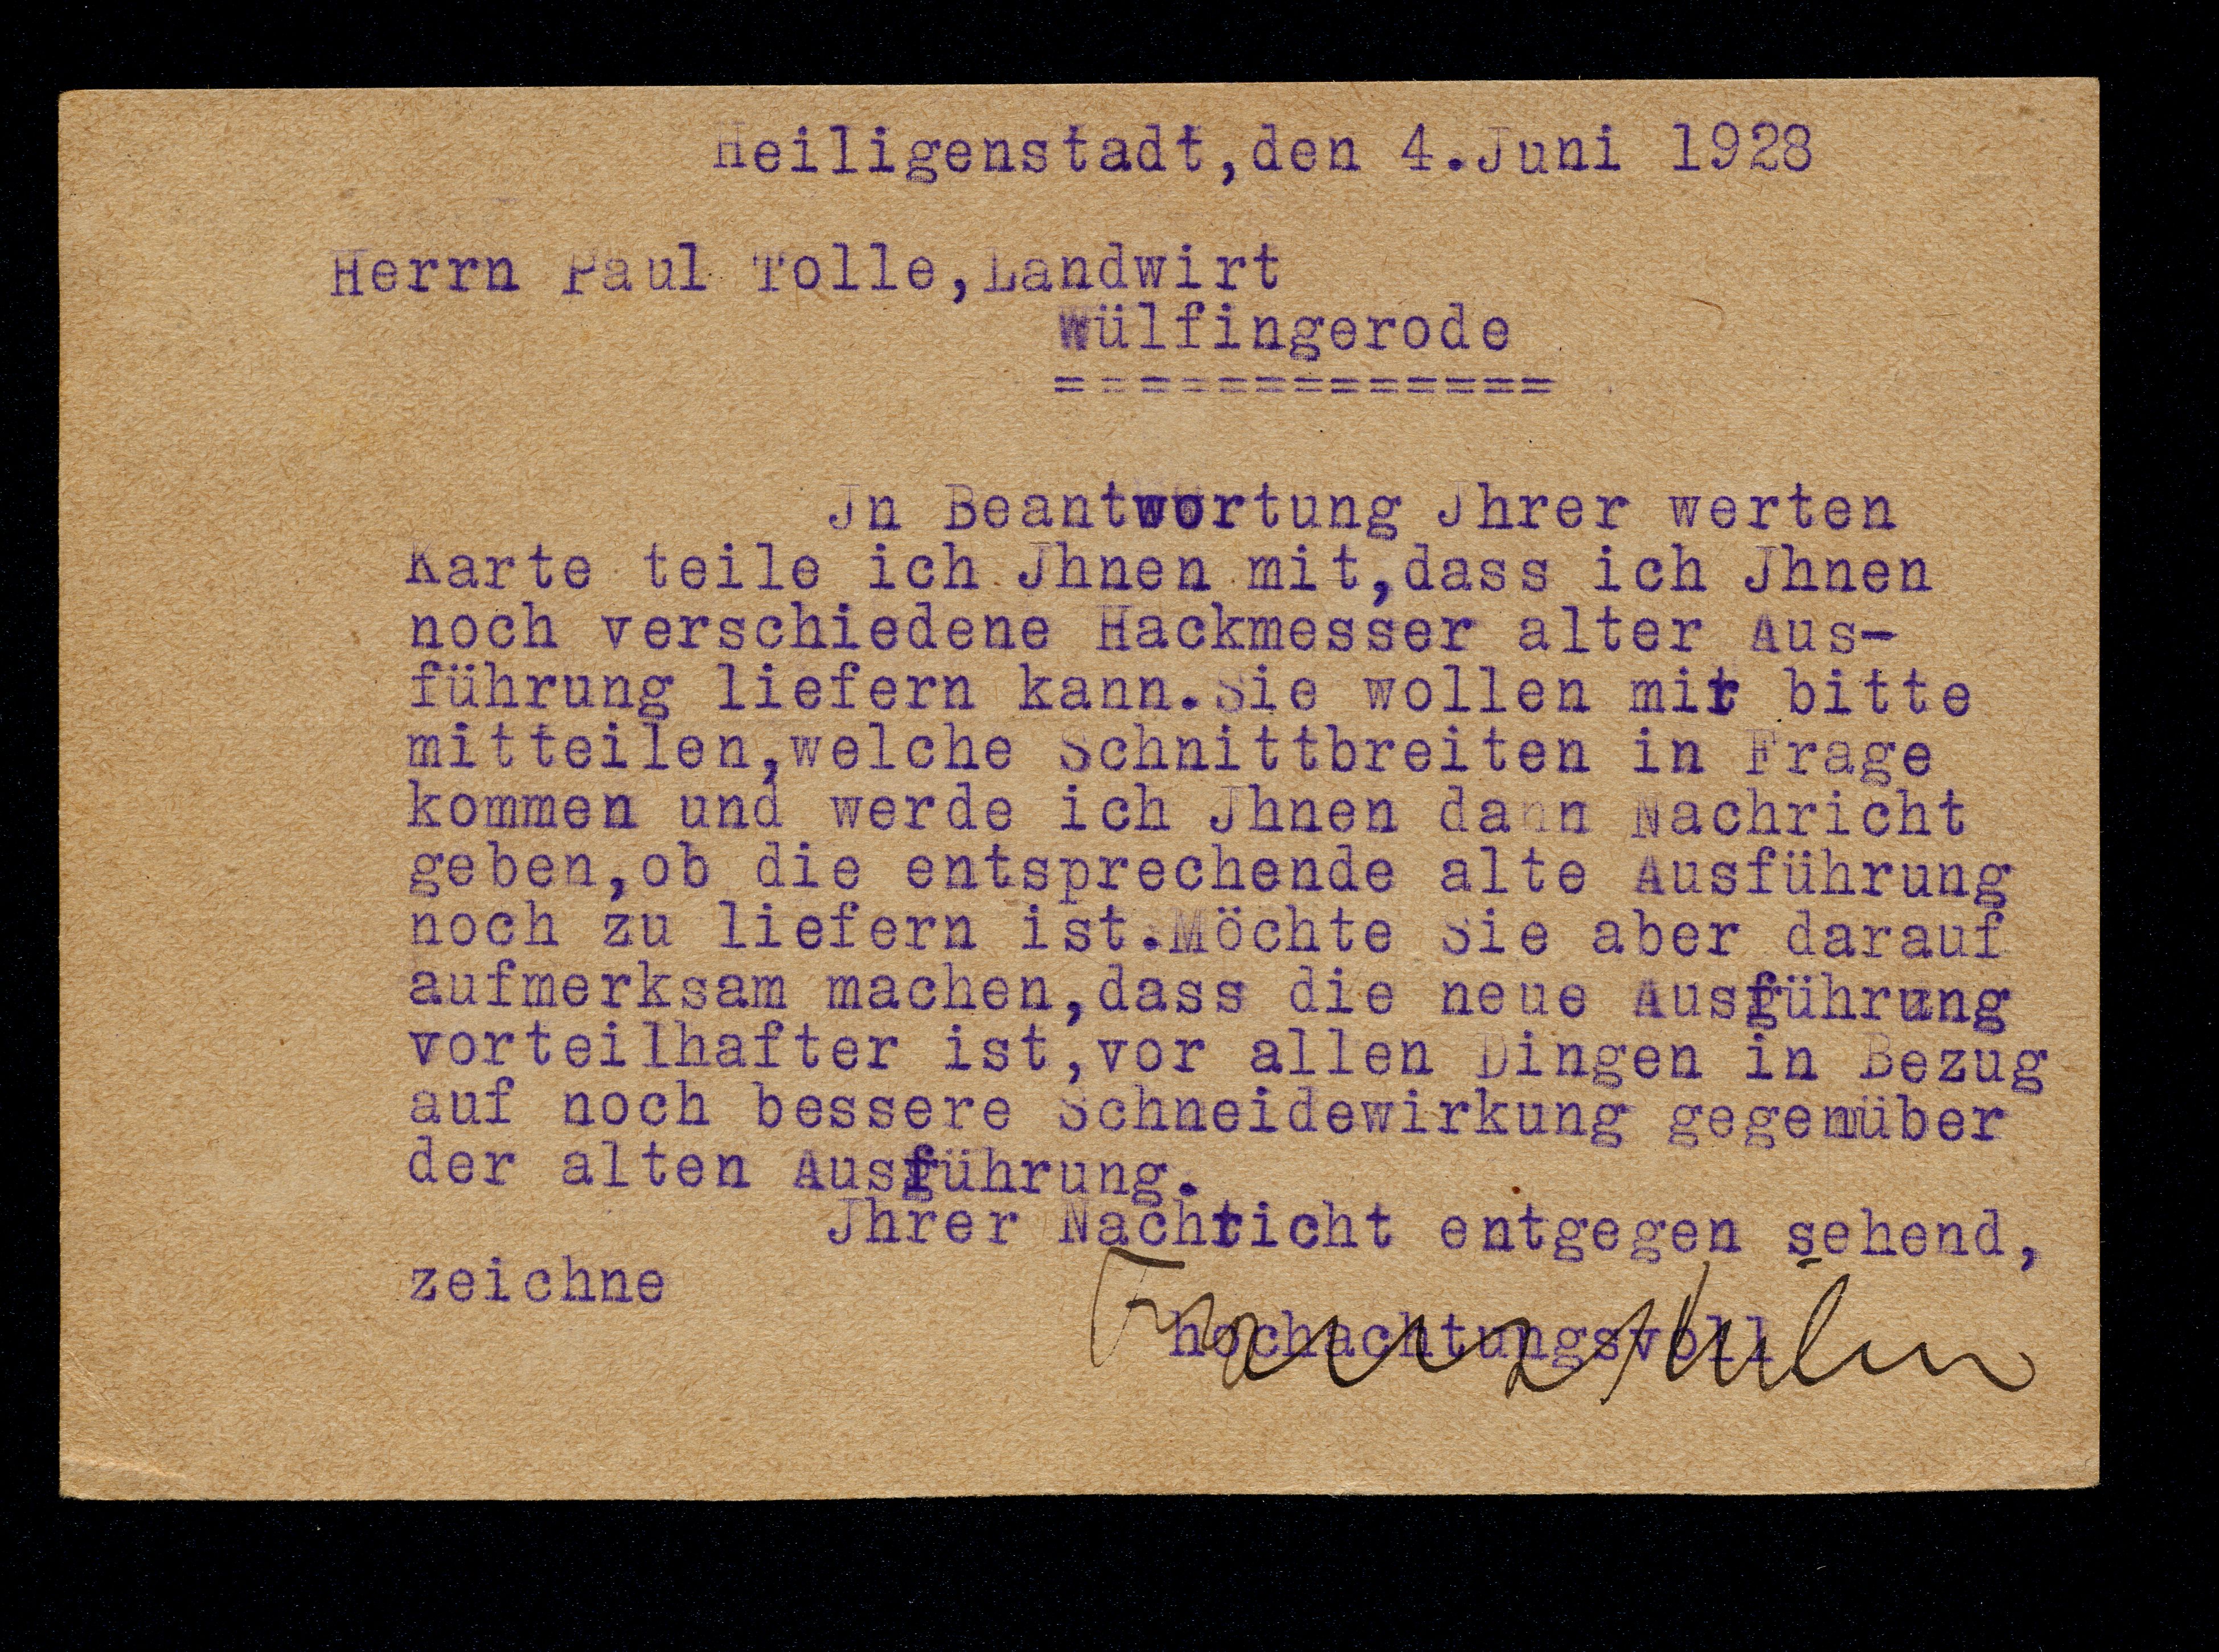 Heiligenstadt,den 4.Juni 1928
Herrn Paul Tolle,Landwirt
Wülfingerode
=============
Jn Beantwortung Jhrer werten
Karte teile ich Jhnen mit,dass ich Jhnen
noch verschiedene Hackmesser alter Aus-
führung liefern kann.Sie wollen mir bitte
mitteilen,welche Schnittbreiten in Frage
kommen und werde ich Jhnen dann Nachricht
geben,ob die entsprechende alte Ausführung
noch zu liefern ist.Möchte Sie aber darauf
aufmerksam machen,dass die neue Ausführung
vorteilhafter ist,vor allen Dingen in Bezug
auf noch bessere Schneidewirkung gegenüber
der alten Ausführung.
Jhrer Nachricht entgegen sehend,
zeichne
hochachtungsvoll
Franz